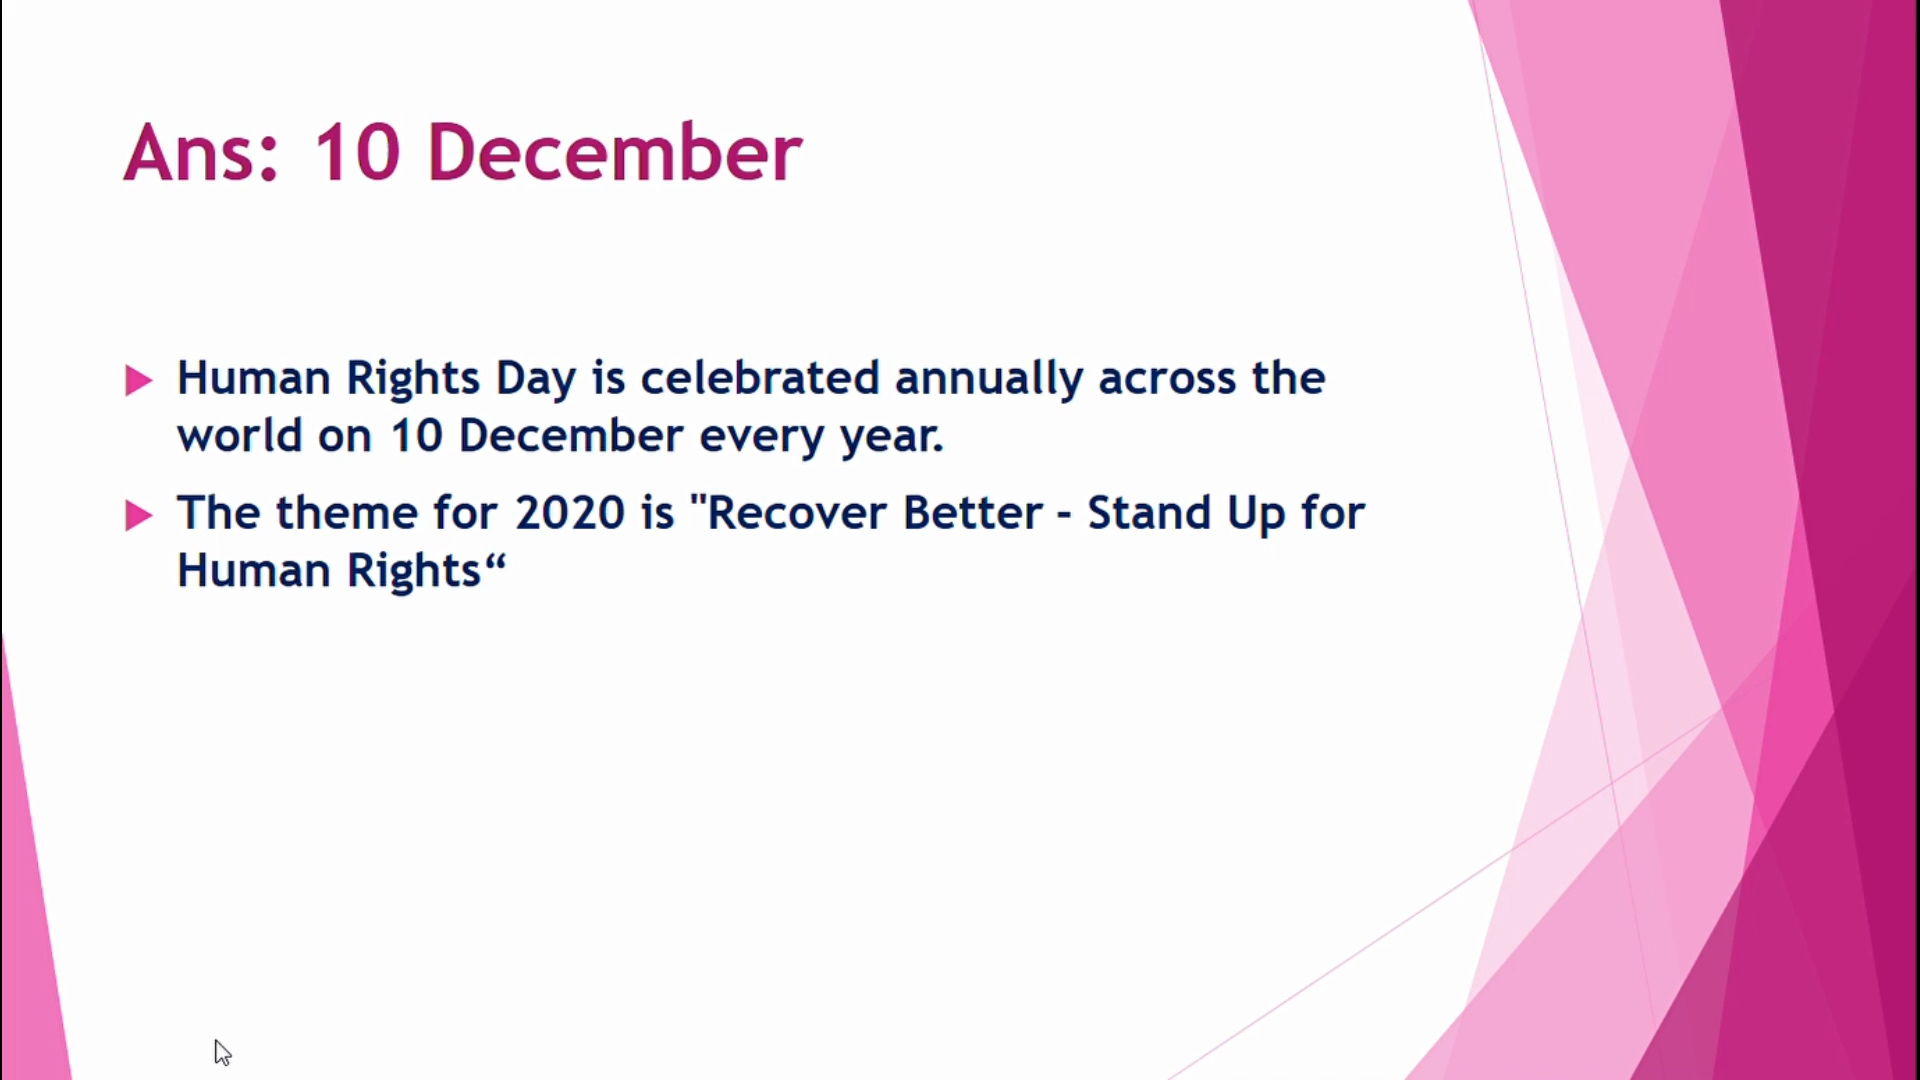 Ans: 10 December
Human Rights Day is celebrated annually across the
world on 10 December every year.
The theme for 2020 is "Recover Better - Stand Up for
Human Rights“